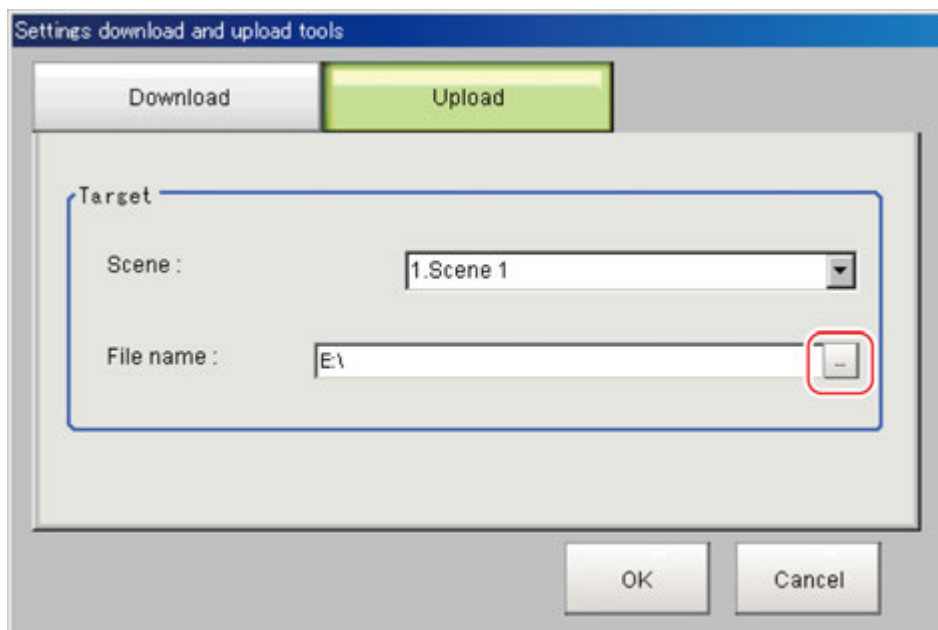 Settings download and upload tools
Download
Upload
Target
Scene :
1.Scene 1
File name :
E:\
...
OK
Cancel